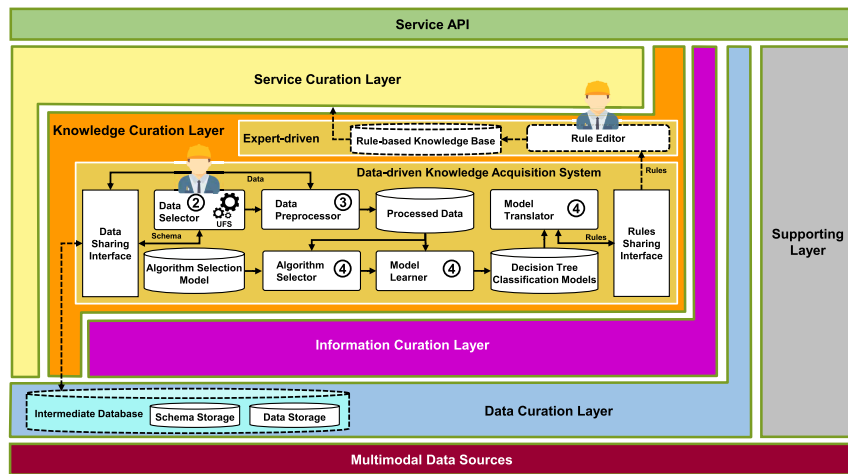 Service API
Service Curation Layer
Knowledge Curation Layer
Expert-driven
Rule-based Knowledge Base
Rule Editor
Data-driven Knowledge Acquisition System
Rules
Data
Data
Selector
2
UFS
Data
Preprocessor
3
Processed Data
Model
Translator
4
Data
Sharing
Interface
Schema
Rules
Rules
Sharing
Interface
Algorithm Selection
Model
Algorithm
Selector
4
Model
Learner
4
Decision Tree
Classification Models
Supporting
Layer
Information Curation Layer
Intermediate Database
Schema Storage
Data Storage
Data Curation Layer
Multimodal Data Sources